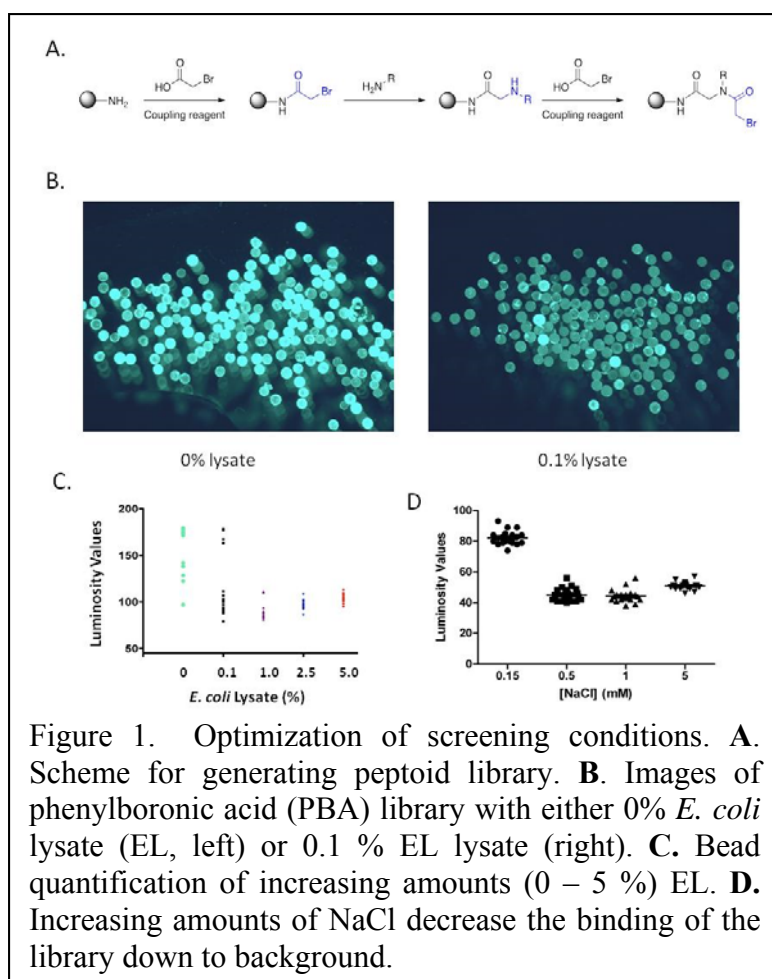 A.
O
HO
Br
NH₂
Coupling reagent
O
N
H
Br
H₂N
R
O
H
N
R
N
H
O
HO
Br
Coupling reagent
O
R
N
O
N
H
Br
B.
0% lysate
0.1% lysate
C.
Luminosity Values
200
150
100
50
0
0.1
1.0
2.5
5.0
E. coli Lysate (%)
D
Luminosity Values
100
80
60
40
20
0
0.15
0.5
1
5
[NaCl] (mM)
Figure 1. Optimization of screening conditions. A.
Scheme for generating peptoid library. B. Images of
phenylboronic acid (PBA) library with either 0% E. coli
lysate (EL, left) or 0.1 % EL lysate (right). C. Bead
quantification of increasing amounts (0 – 5 %) EL. D.
Increasing amounts of NaCl decrease the binding of the
library down to background.